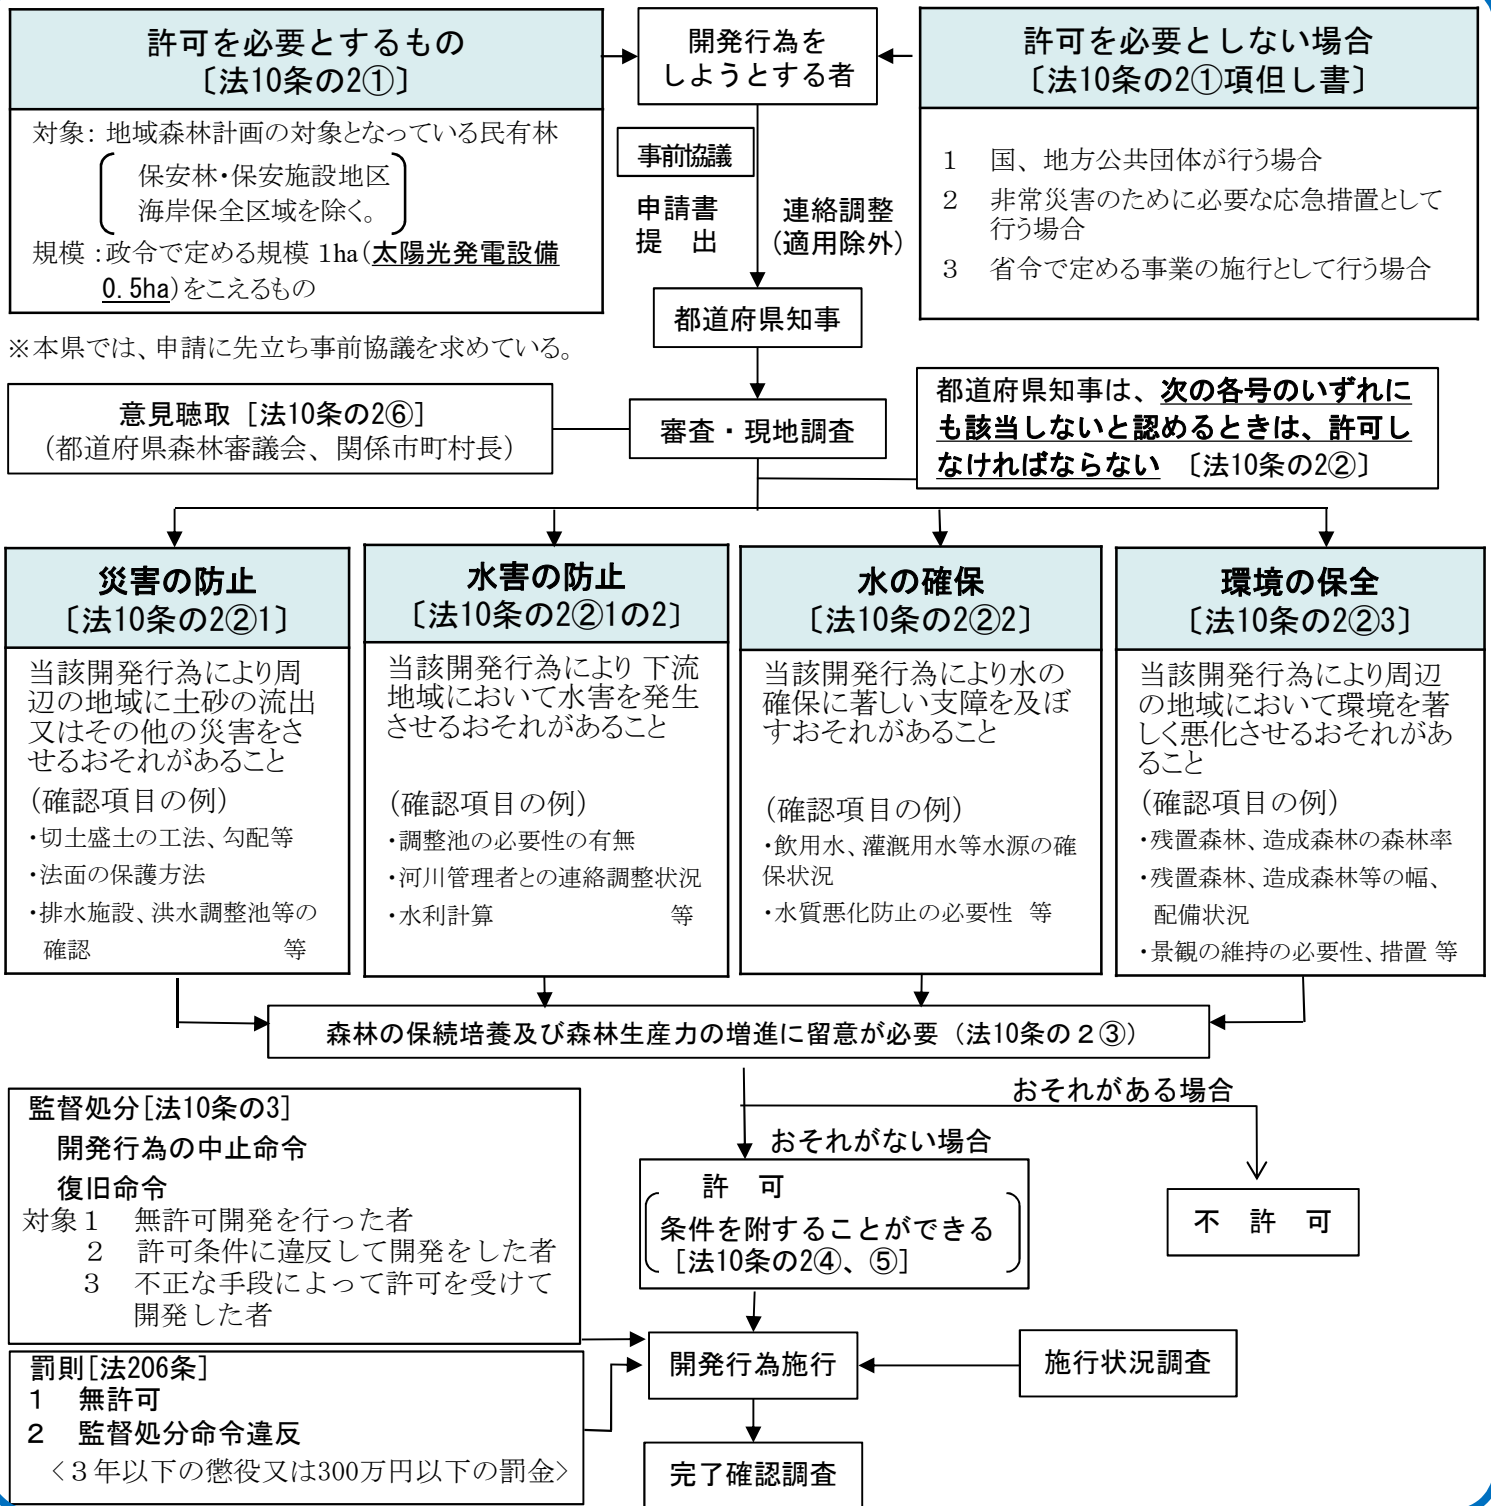 許可を必要とするもの
〔法10条の2①〕
対象: 地域森林計画の対象となっている民有林
保安林・保安施設地区
海岸保全区域を除く。
規模:政令で定める規模 1ha(太陽光発電設備
0.5ha)をこえるもの
※本県では、申請に先立ち事前協議を求めている。
開発行為を
しようとする者
事前協議
申請書
提 出
連絡調整
(適用除外)
許可を必要としない場合
〔法10条の2①項但し書〕
1 国、地方公共団体が行う場合
2 非常災害のために必要な応急措置として
行う場合
3 省令で定める事業の施行として行う場合
都道府県知事
意見聴取 [法10条の2⑥]
(都道府県森林審議会、関係市町村長)
審査・現地調査
都道府県知事は、次の各号のいずれに
も該当しないと認めるときは、許可し
なければならない 〔法10条の2②〕
災害の防止
〔法10条の2②1〕
当該開発行為により周
辺の地域に土砂の流出
又はその他の災害をさ
せるおそれがあること
(確認項目の例)
・切土盛土の工法、勾配等
・法面の保護方法
・排水施設、洪水調整池等の
確認 等
水害の防止
〔法10条の2②1の2〕
当該開発行為により 下流
地域において水害を発生
させるおそれがあること
(確認項目の例)
・調整池の必要性の有無
・河川管理者との連絡調整状況
・水利計算 等
水の確保
〔法10条の2②2〕
当該開発行為により水の
確保に著しい支障を及ぼ
すおそれがあること
(確認項目の例)
・飲用水、灌漑用水等水源の確
保状況
・水質悪化防止の必要性 等
環境の保全
〔法10条の2②3〕
当該開発行為により周辺
の地域において環境を著
しく悪化させるおそれがあ
ること
(確認項目の例)
・残置森林、造成森林の森林率
・残置森林、造成森林等の幅、
配備状況
・景観の維持の必要性、措置 等
森林の保続培養及び森林生産力の増進に留意が必要(法10条の2③)
おそれがある場合
おそれがない場合
許 可
条件を附することができる
[法10条の2④、⑤]
不 許 可
監督処分[法10条の3]
開発行為の中止命令
復旧命令
対象1 無許可開発を行った者
2 許可条件に違反して開発をした者
3 不正な手段によって許可を受けて
開発した者
罰則[法206条]
1 無許可
2 監督処分命令違反
<3年以下の懲役又は300万円以下の罰金>
開発行為施行
施行状況調査
完了確認調査